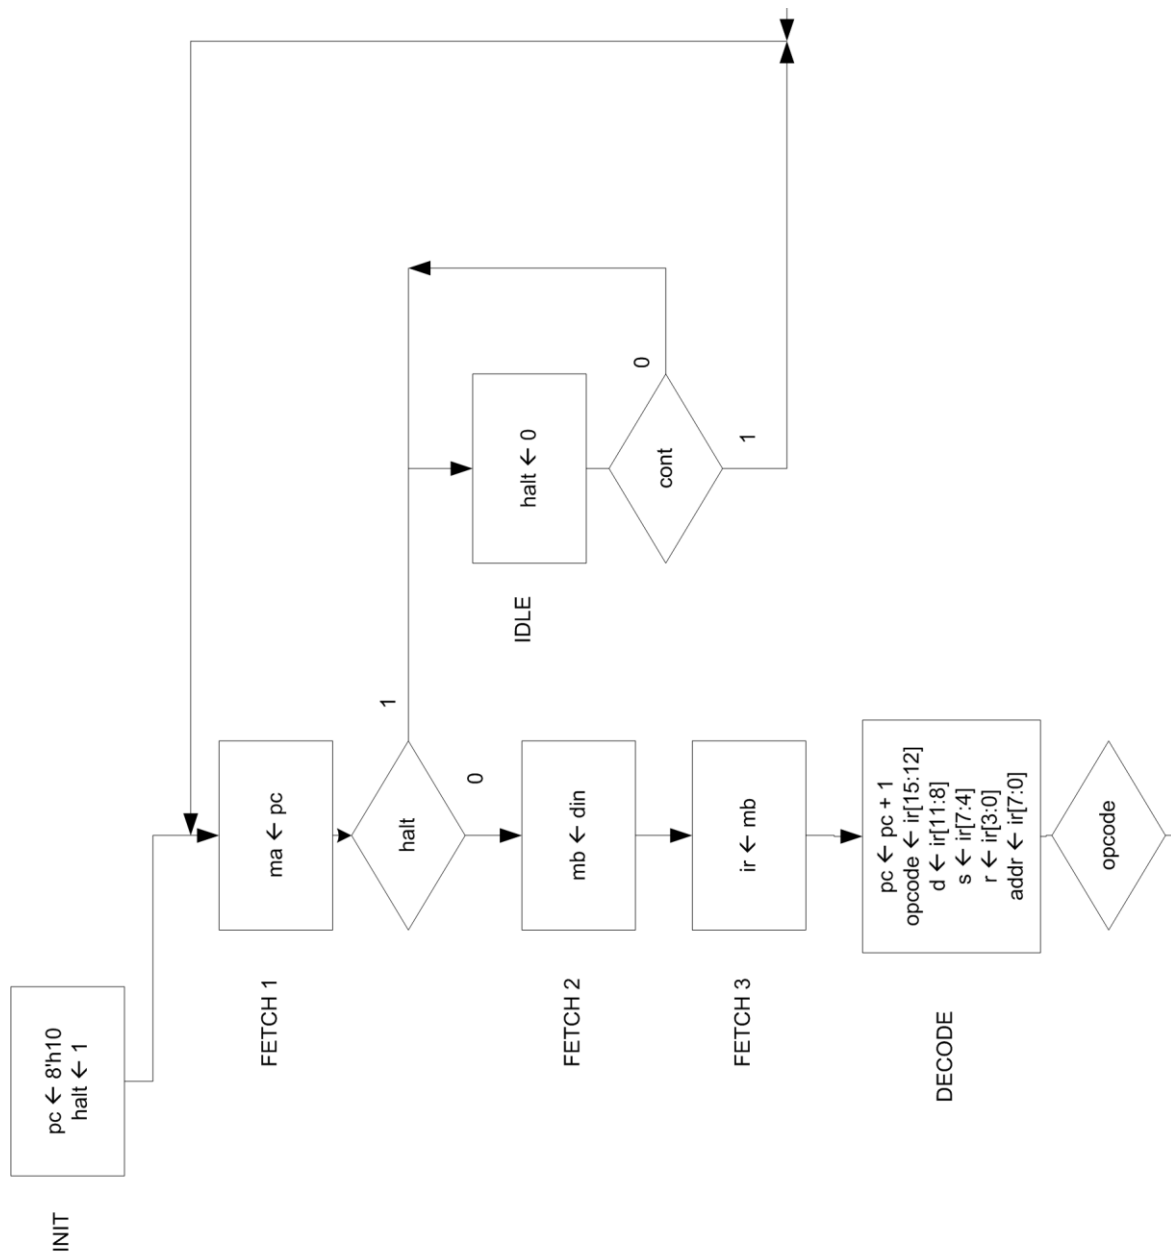 INIT
pc ← 8'h10
halt ← 1
FETCH 1
ma ← pc
halt
1
0
IDLE
halt ← 0
cont
0
1
FETCH 2
mb ← din
FETCH 3
ir ← mb
DECODE
pc ← pc + 1
opcode ← ir[15:12]
d ← ir[11:8]
s ← ir[7:4]
r ← ir[3:0]
addr ← ir[7:0]
opcode